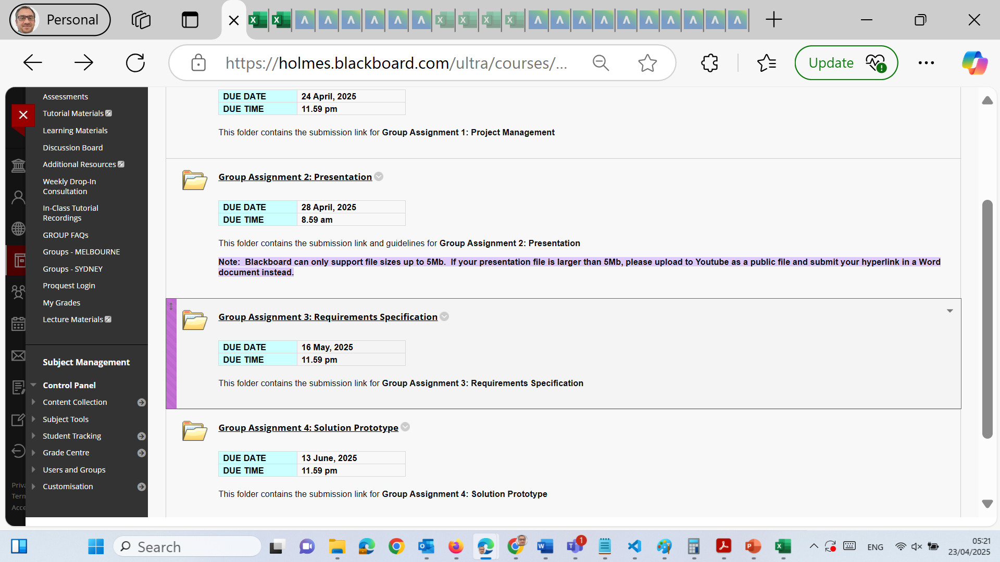 Personal
https://holmes.blackboard.com/ultra/courses/...
Update
Assessments
Tutorial Materials
Learning Materials
Discussion Board
Additional Resources
Weekly Drop-In
Consultation
In-Class Tutorial
Recordings
GROUP FAQs
Groups - MELBOURNE
Groups - SYDNEY
Proquest Login
My Grades
Lecture Materials
Subject Management
Control Panel
Content Collection
Subject Tools
Student Tracking
Grade Centre
Users and Groups
Customisation
Priva
Term
Acce
DUE DATE 24 April, 2025
DUE TIME 11.59 pm
This folder contains the submission link for Group Assignment 1: Project Management
Group Assignment 2: Presentation
DUE DATE 28 April, 2025
DUE TIME 8.59 am
This folder contains the submission link and guidelines for Group Assignment 2: Presentation
Note:  Blackboard can only support file sizes up to 5Mb.  If your presentation file is larger than 5Mb, please upload to Youtube as a public file and submit your hyperlink in a Word
document instead.
Group Assignment 3: Requirements Specification
DUE DATE 16 May, 2025
DUE TIME 11.59 pm
This folder contains the submission link for Group Assignment 3: Requirements Specification
Group Assignment 4: Solution Prototype
DUE DATE 13 June, 2025
DUE TIME 11.59 pm
This folder contains the submission link for Group Assignment 4: Solution Prototype
Search
1
ENG
05:21
23/04/2025